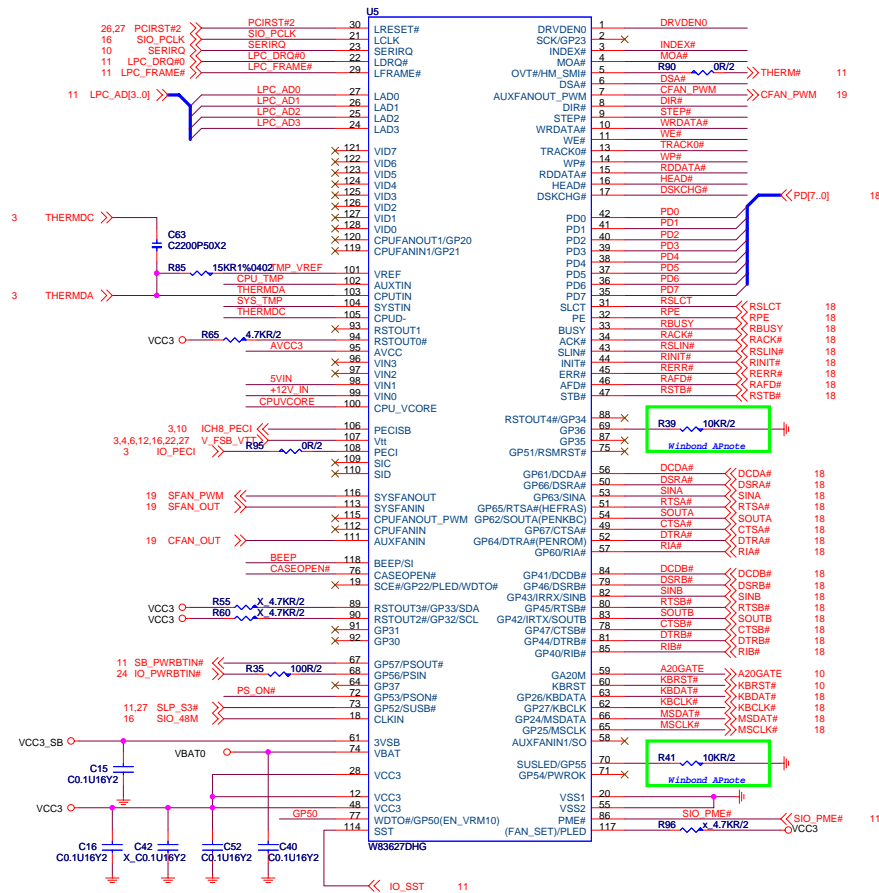 U5
26,27 PCIRST#2 PCIRST#2 30 LRESET# DRVDEN0 1 DRVDEN0
16 SIO_PCLK SIO_PCLK 21 LCLK SCK/GP23 2
10 SERIRQ SERIRQ 23 SERIRQ INDEX# 3 INDEX#
11 LPC_DRQ#0 LPC_DRQ#0 22 LDRQ# MOA# 4 MOA#
11 LPC_FRAME# LPC_FRAME# 29 LFRAME# OVT#/HM_SMI# 5 R90 0R/2 THERM# 11
DSA# 6 DSA#
11 LPC_AD[3..0] LPC_AD0 27 LAD0 AUXFANOUT_PWM 7 CFAN_PWM CFAN_PWM 19
LPC_AD1 26 LAD1 DIR# 8 DIR#
LPC_AD2 25 LAD2 STEP# 9 STEP#
LPC_AD3 24 LAD3 WRDATA# 10 WRDATA#
WE# 11 WE#
121 VID7 TRACK0# 13 TRACK0#
122 VID6 WP# 14 WP#
123 VID5 RDDATA# 15 RDDATA#
124 VID4 HEAD# 16 HEAD#
125 VID3 DSKCHG# 17 DSKCHG#
126 VID2
127 VID1 PD0 42 PD0 PD[7..0] 18
128 VID0 PD1 41 PD1
120 CPUFANOUT1/GP20 PD2 40 PD2
119 CPUFANIN1/GP21 PD3 39 PD3
3 THERMDC
C63
C2200P50X2
PD4 38 PD4
R85 15KR1%0402 TMP_VREF 101 VREF PD5 37 PD5
CPU_TMP 102 AUXTIN PD6 36 PD6
3 THERMDA THERMDA 103 CPUTIN PD7 35 PD7
SYS_TMP 104 SYSTIN SLCT 31 RSLCT RSLCT 18
THERMDC 105 CPUD- PE 32 RPE RPE 18
93 RSTOUT1 BUSY 33 RBUSY RBUSY 18
VCC3 R65 4.7KR/2 94 RSTOUT0# ACK# 34 RACK# RACK# 18
AVCC3 95 AVCC SLIN# 43 RSLIN# RSLIN# 18
96 VIN3 INIT# 44 RINIT# RINIT# 18
97 VIN2 ERR# 45 RERR# RERR# 18
5VIN 98 VIN1 AFD# 46 RAFD# RAFD# 18
+12V_IN 99 VIN0 STB# 47 RSTB# RSTB# 18
CPUVCORE 100 CPU_VCORE
RSTOUT4#/GP34 88
3,10 ICH8_PECI 106 PECISB GP36 69 R39 10KR/2
3,4,6,12,16,22,27 V_FSB_VTT 107 Vtt GP35 87
Winbond APnote
3 IO_PECI R95 0R/2 108 PECI GP51/RSMRST# 75
109 SIC
110 SID GP61/DCDA# 56 DCDA# DCDA# 18
GP66/DSRA# 50 DSRA# DSRA# 18
19 SFAN_PWM 116 SYSFANOUT GP63/SINA 53 SINA SINA 18
19 SFAN_OUT 113 SYSFANIN GP65/RTSA#(HEFRAS) 51 RTSA# RTSA# 18
115 CPUFANOUT_PWM GP62/SOUTA(PENKBC) 54 SOUTA SOUTA 18
112 CPUFANIN GP67/CTSA# 49 CTSA# CTSA# 18
19 CFAN_OUT 111 AUXFANIN GP64/DTRA#(PENROM) 52 DTRA# DTRA# 18
GP60/RIA# 57 RIA# RIA# 18
BEEP 118 BEEP/SI
CASEOPEN# 76 CASEOPEN# GP41/DCDB# 84 DCDB# DCDB# 18
19 SCE#/GP22/PLED/WDTO# GP46/DSRB# 79 DSRB# DSRB# 18
GP43/IRRX/SINB 82 SINB SINB 18
VCC3 R55 X_4.7KR/2 89 RSTOUT3#/GP33/SDA GP45/RTSB# 80 RTSB# RTSB# 18
VCC3 R60 X_4.7KR/2 90 RSTOUT2#/GP32/SCL GP42/IRTX/SOUTB 83 SOUTB SOUTB 18
91 GP31 GP47/CTSB# 78 CTSB# CTSB# 18
92 GP30 GP44/DTRB# 81 DTRB# DTRB# 18
GP40/RIB# 85 RIB# RIB# 18
11 SB_PWRBTIN# 67 GP57/PSOUT#
24 IO_PWRBTIN# R35 100R/2 68 GP56/PSIN GA20M 59 A20GATE A20GATE 10
64 GP37 KBRST 60 KBRST# KBRST# 10
PS_ON# 72 GP53/PSON# GP26/KBDATA 63 KBDAT# KBDAT# 18
11,27 SLP_S3# 73 GP52/SUSB# GP27/KBCLK 62 KBCLK# KBCLK# 18
16 SIO_48M 18 CLKIN GP24/MSDATA 66 MSDAT# MSDAT# 18
GP25/MSCLK 65 MSCLK# MSCLK# 18
VCC3_SB 61 3VSB AUXFANIN1/SO 58
VBAT0 74 VBAT
C15
C0.1U16Y2
SUSLED/GP55 70 R41 10KR/2
28 VCC3 GP54/PWROK 71
Winbond APnote
12 VCC3 VSS1 20
VCC3 48 VCC3 VSS2 55
GP50 77 WDTO#/GP50(EN_VRM10) PME# 86 SIO_PME# SIO_PME# 11
114 SST (FAN_SET)/PLED 117 R96 x_4.7KR/2 VCC3
C16 C42 C52 C40
C0.1U16Y2 X_C0.1U16Y2 C0.1U16Y2 C0.1U16Y2
W83627DHG
IO_SST 11